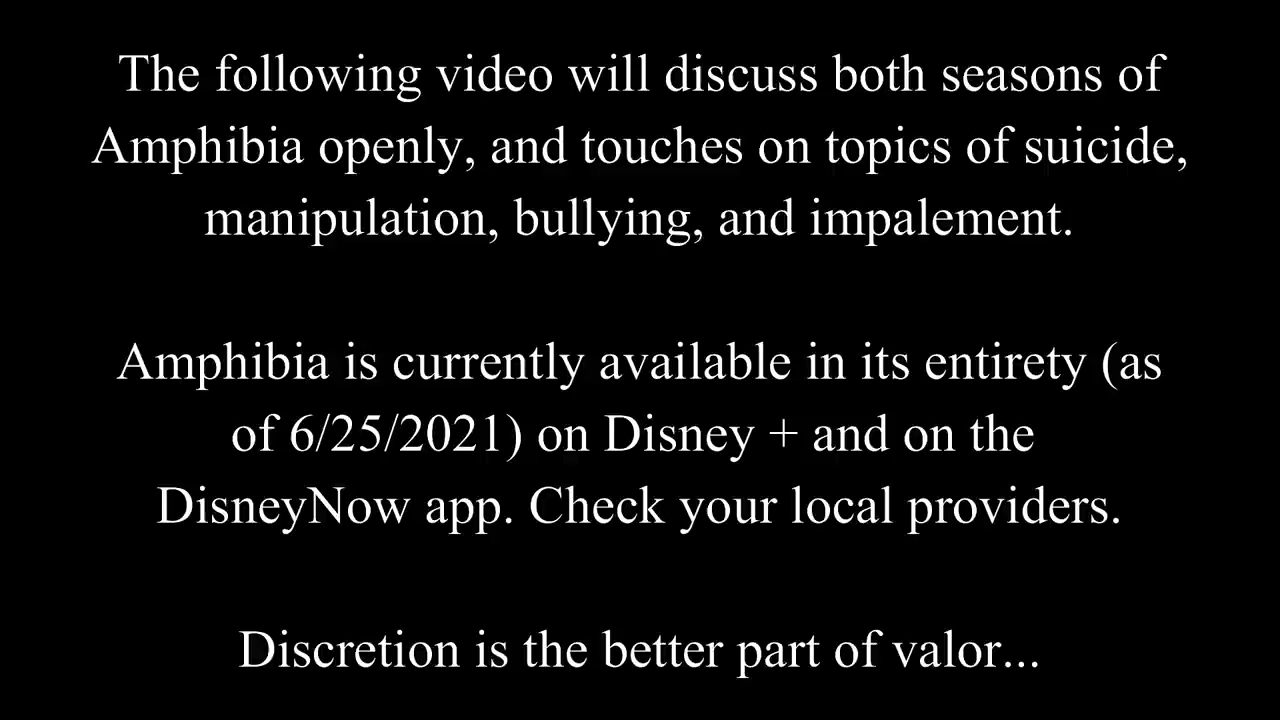 The following video will discuss both seasons of
Amphibia openly, and touches on topics of suicide,
manipulation, bullying, and impalement.
Amphibia is currently available in its entirety (as
of 6/25/2021) on Disney + and on the
DisneyNow app. Check your local providers.
Discretion is the better part of valor...